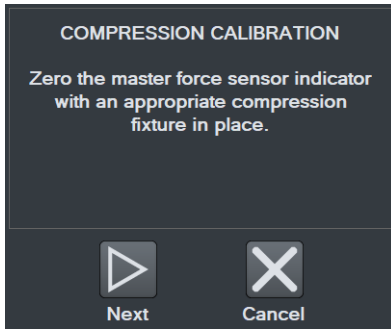 COMPRESSION CALIBRATION
Zero the master force sensor indicator
with an appropriate compression
fixture in place.
Next
Cancel